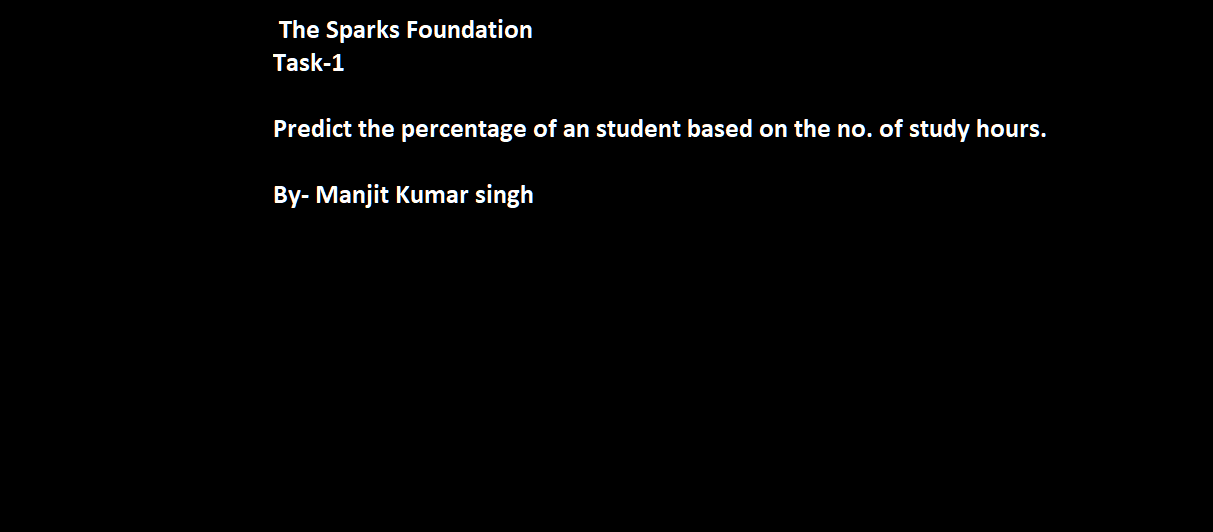 The Sparks Foundation
Task-1
Predict the percentage of an student based on the no. of study hours.
By- Manjit Kumar singh